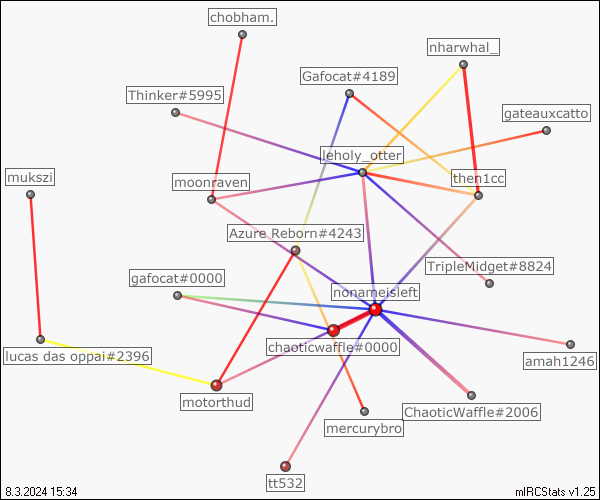 chobham.
nharwhal_
Gafocat#4189
Thinker#5995
gateauxcatto
leholy_otter
mukszi
moonraven
then1cc
Azure Reborn#4243
TripleMidget#8824
gafocat#0000
nonameisleft
chaoticwaffle#0000
lucas das oppai#2396
amah1246
motorthud
ChaoticWaffle#2006
mercurybro
tt532
8.3.2024 15:34
mIRCStats v1.25